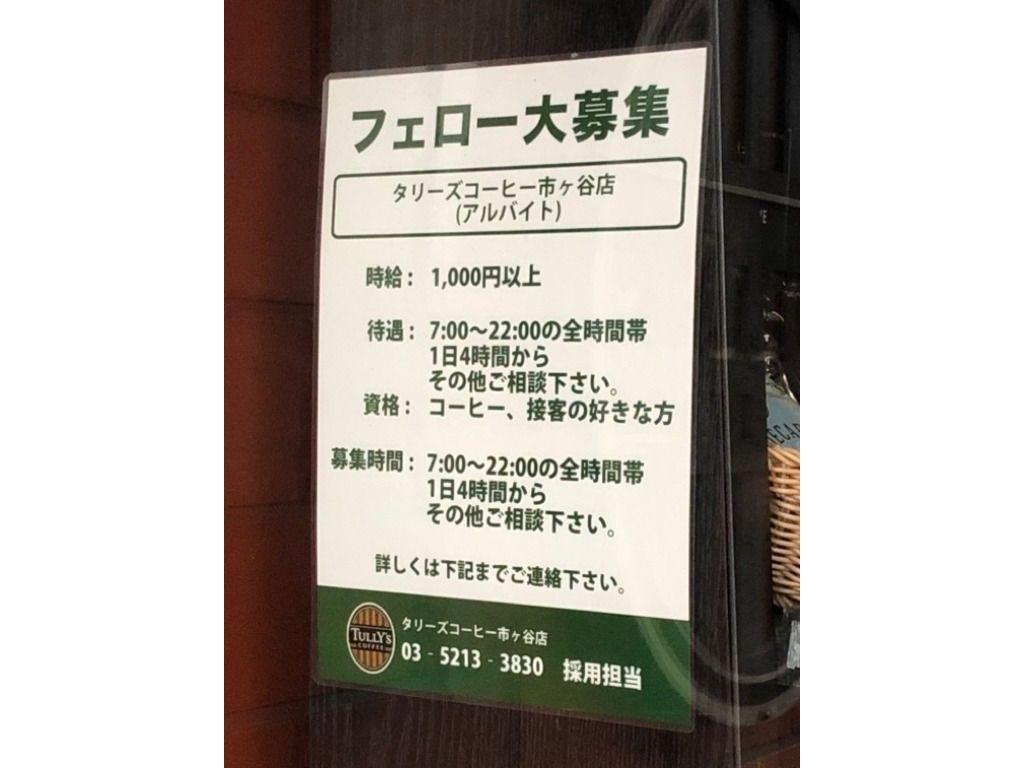 フェロー大募集
タリーズコーヒー市ヶ谷店
(アルバイト)
時給： 1,000円以上
待遇： 7:00～22:00の全時間帯
1日4時間から
その他ご相談下さい。
資格： コーヒー、接客の好きな方
募集時間： 7:00～22:00の全時間帯
1日4時間から
その他ご相談下さい。
詳しくは下記までご連絡下さい。
TULLY'S
COFFEE
タリーズコーヒー市ヶ谷店
03 - 5213 - 3830 採用担当